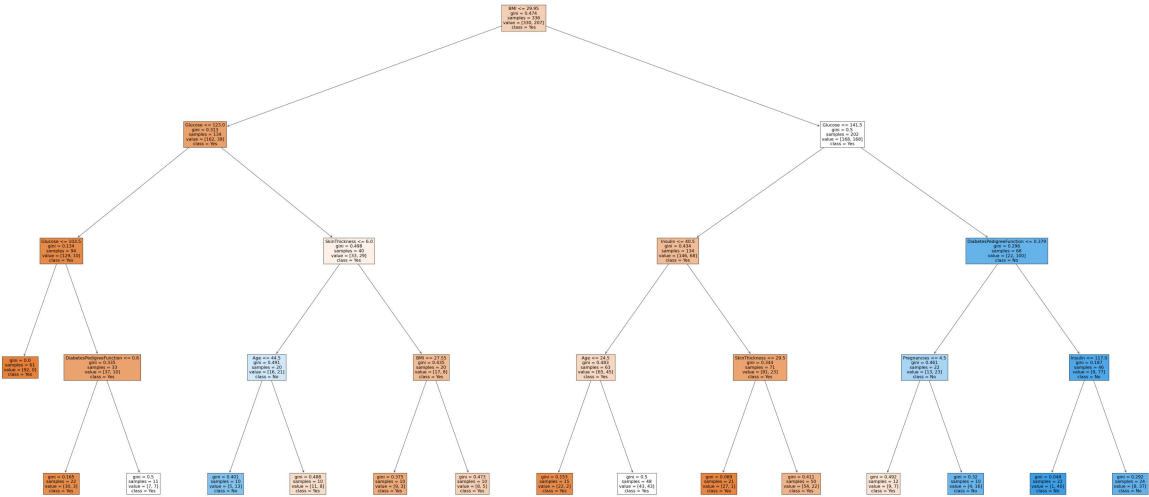 BMI <= 29.95
gini = 0.474
samples = 336
value = [330, 207]
class = Yes
Glucose <= 123.0
gini = 0.313
samples = 134
value = [162, 39]
class = Yes
Glucose <= 141.5
gini = 0.5
samples = 202
value = [168, 168]
class = Yes
Glucose <= 103.5
gini = 0.134
samples = 94
value = [129, 10]
class = Yes
SkinThickness <= 6.0
gini = 0.498
samples = 40
value = [33, 29]
class = Yes
Insulin <= 40.5
gini = 0.434
samples = 134
value = [146, 68]
class = Yes
DiabetesPedigreeFunction <=
gini = 0.296
samples = 68
value = [22, 100]
class = No
gini = 0.0
samples = 61
value = [92, 0]
class = Yes
DiabetesPedigreeFunction <= 0.6
gini = 0.335
samples = 33
value = [37, 10]
class = Yes
Age <= 44.5
gini = 0.491
samples = 20
value = [16, 21]
class = No
BMI <= 27.55
gini = 0.435
samples = 20
value = [17, 8]
class = Yes
Age <= 24.5
gini = 0.483
samples = 63
value = [65, 45]
class = Yes
SkinThickness <= 29.5
gini =
samples = 71
value = [81, 23]
class = Yes
Pregnancies <= 4.5
gini = 0.461
samples = 22
value = [13, 23]
class = No
Insulin <=
gini = 0.187
samples = 46
value = [9, 77]
class = No
gini = 0.165
samples = 22
value = [30, 3]
class = Yes
gini = 0.5
samples = 11
value = [7, 7]
class = Yes
gini = 0.401
samples = 10
value = [5, 13]
class = No
gini = 0.488
samples = 10
value = [11, 8]
class = Yes
gini = 0.375
samples = 10
value = [9, 3]
class = Yes
gini = 0.473
samples = 10
value = [8, 5]
class = Yes
gini = 0.153
samples = 15
value = [22, 2]
class = Yes
gini = 0.5
samples = 48
value = [43, 43]
class = Yes
gini = 0.069
samples = 21
value = [27, 1]
class = Yes
gini = 0.411
samples = 50
value = [54, 22]
class = Yes
gini = 0.492
samples = 12
value = [9, 7]
class = Yes
gini = 0.32
samples = 10
value = [4, 16]
class = No
gini = 0.048
samples = 22
value = [1, 40]
class = No
gini = 0.292
samples = 24
value = [8, 37]
class = No